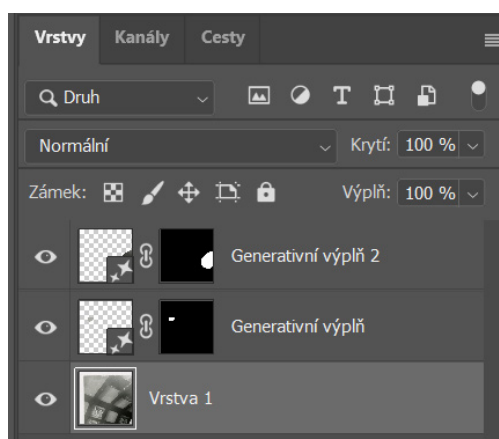 Vrstvy Kanály Cesty
Druh
Normální Krytí: 100 %
Zámek: Výplň: 100 %
Generativní výplň 2
Generativní výplň
Vrstva 1